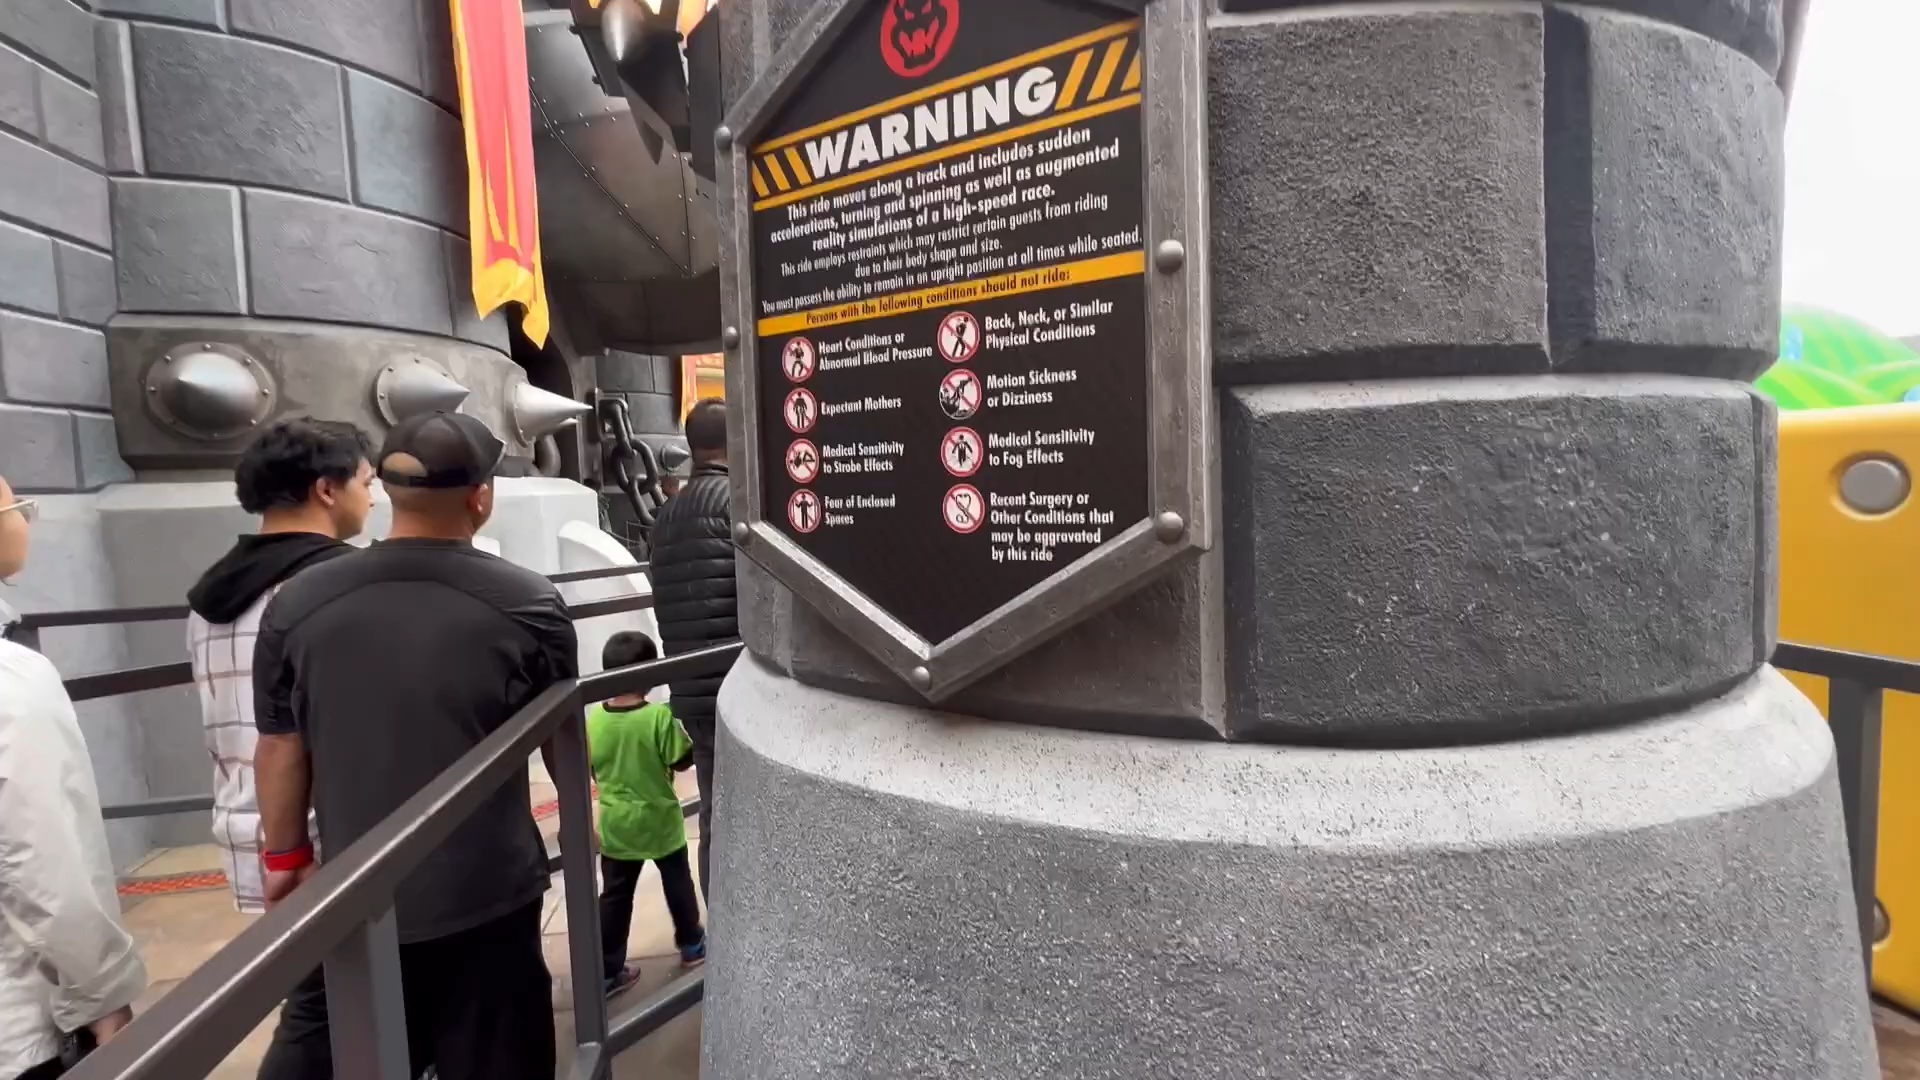 WARNING
This ride moves along a track and includes sudden
accelerations, turning and spinning as well as augmented
reality simulations of a high-speed race.
This ride employs restraints which may restrict certain guests from riding
due to their body shape and size.
You must possess the ability to remain in an upright position at all times while seated.
Persons with the following conditions should not ride:
Heart Conditions or
Abnormal Blood Pressure
Expectant Mothers
Medical Sensitivity
to Strobe Effects
Fear of Enclosed
Spaces
Back, Neck, or Similar
Physical Conditions
Motion Sickness
or Dizziness
Medical Sensitivity
to Fog Effects
Recent Surgery or
Other Conditions that
may be aggravated
by this ride